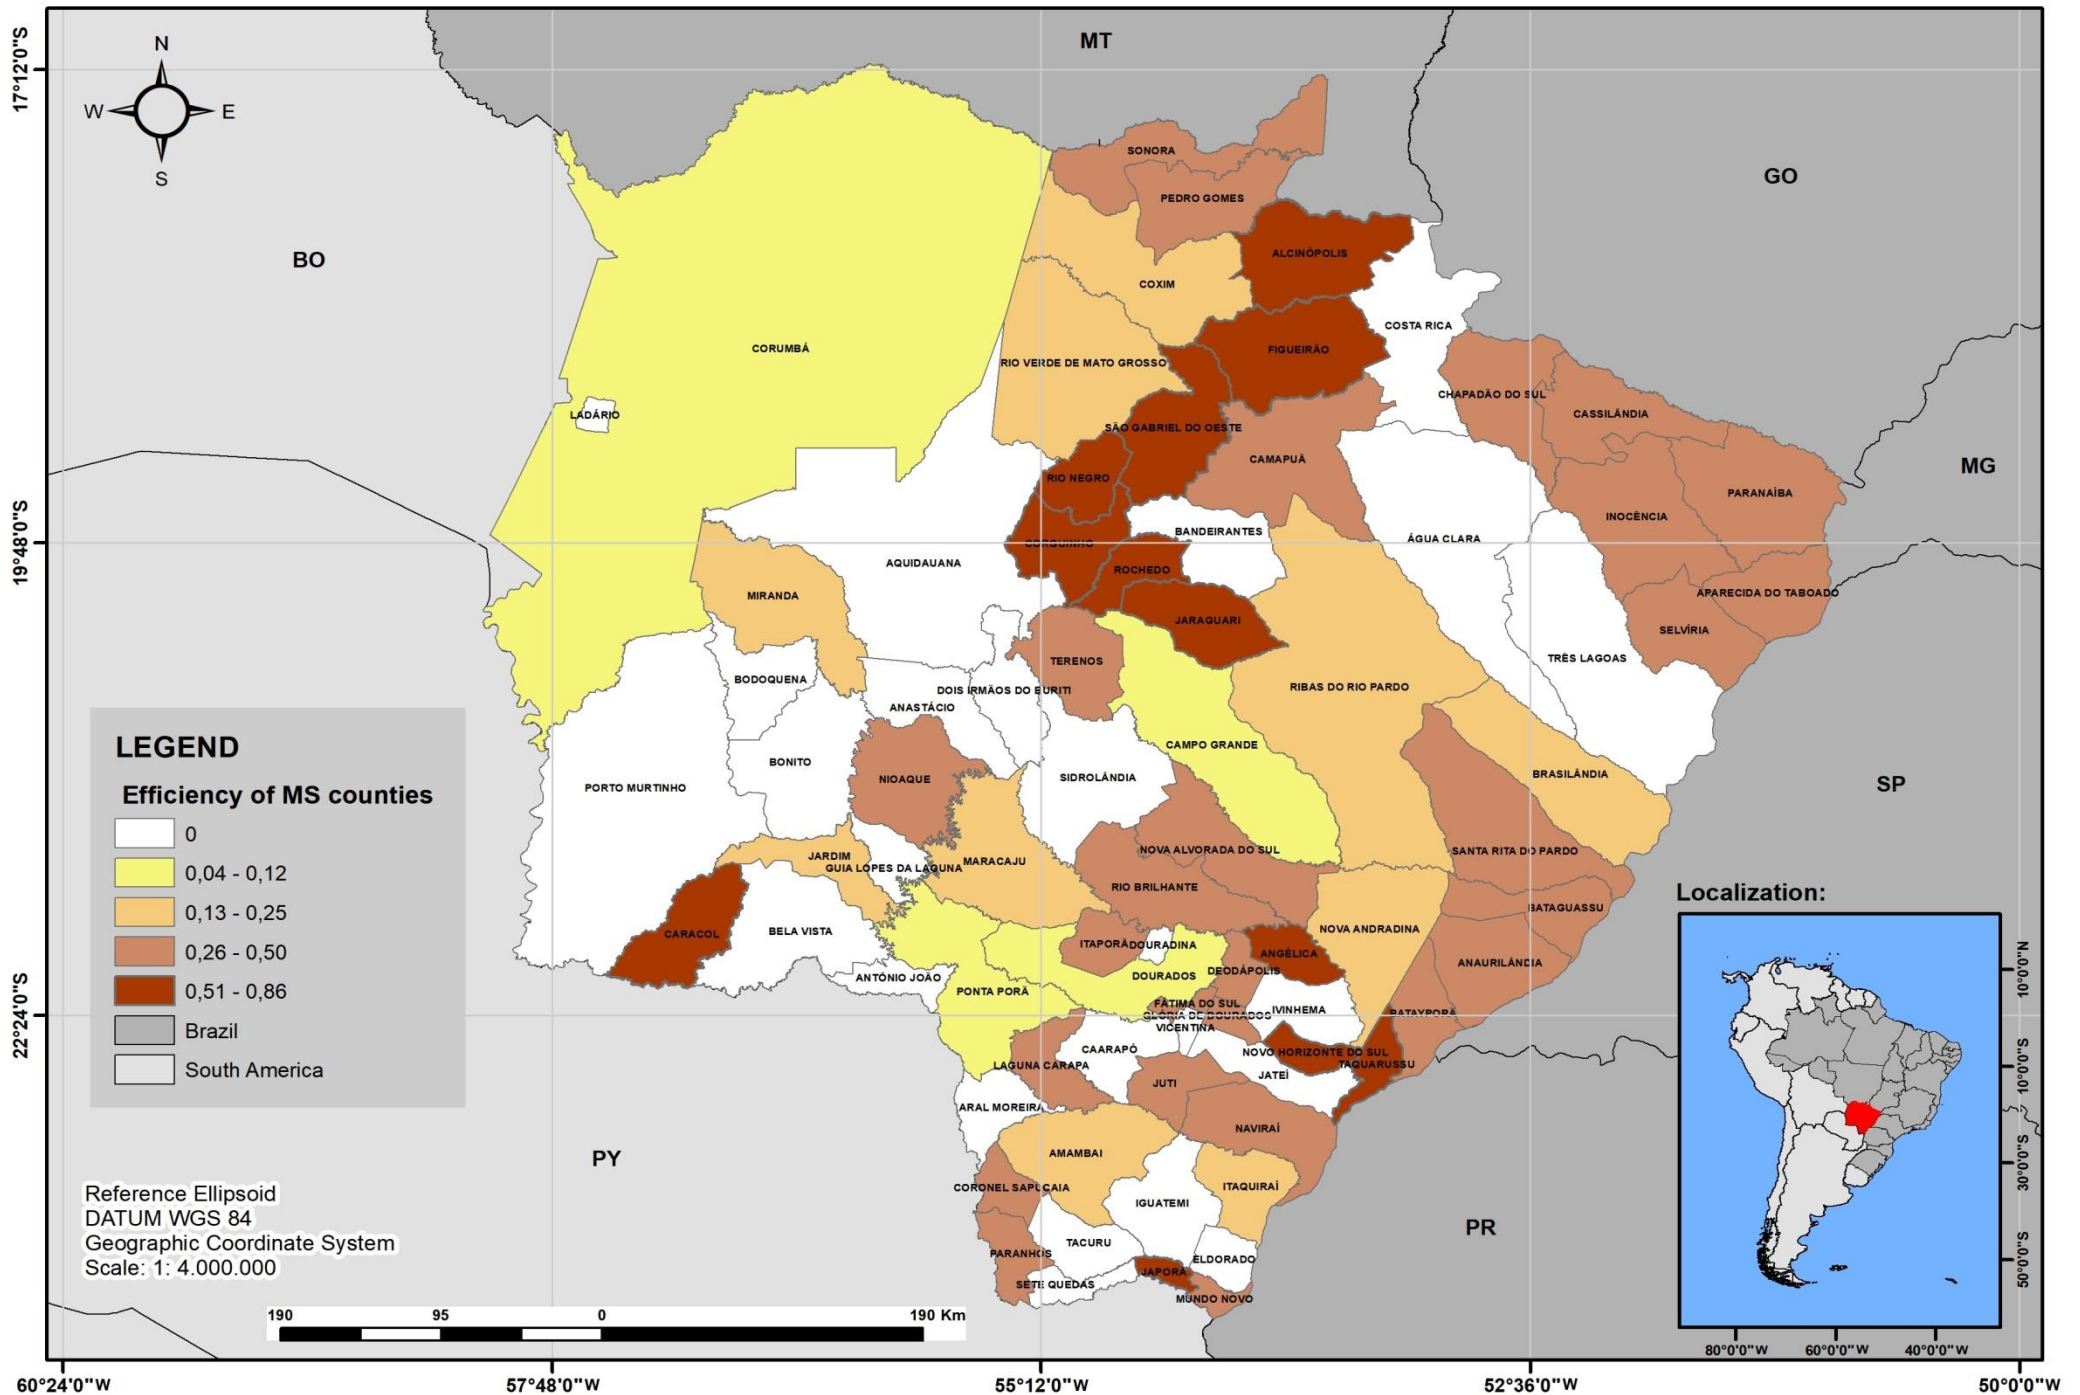 MT
N
W
E
S
17°12'0"S
SONORA
GO
PEDRO GOMES
ALCINÓPOLIS
BO
COXIM
COSTA RICA
CORUMBÁ
FIGUEIRÃO
RIO VERDE DE MATO GROSSO
CHAPADÃO DO SUL
LADÁRIO
CASSILÂNDIA
SÃO GABRIEL DO OESTE
CAMAPUÃ
MG
RIO NEGRO
PARANAÍBA
INOCÊNCIA
19°48'0"S
BANDEIRANTES
ÁGUA CLARA
CORGUINHO
AQUIDAUANA
ROCHEDO
MIRANDA
APARECIDA DO TABOADO
JARAGUARI
SELVÍRIA
TERENOS
TRÊS LAGOAS
BODOQUENA
RIBAS DO RIO PARDO
DOIS IRMÃOS DO BURITI
ANASTÁCIO
CAMPO GRANDE
BONITO
BRASILÂNDIA
NIOAQUE
SIDROLÂNDIA
SP
PORTO MURTINHO
NOVA ALVORADA DO SUL
SANTA RITA DO PARDO
JARDIM
MARACAJU
GUIA LOPES DA LAGUNA
RIO BRILHANTE
BATAGUASSU
NOVA ANDRADINA
BELA VISTA
CARACOL
ITAPORÃ
DOURADINA
ANGÉLICA
ANAURILÂNDIA
DEODÁPOLIS
DOURADOS
ANTÔNIO JOÃO
PONTA PORÃ
FÁTIMA DO SUL
IVINHEMA
BATAYPORÃ
GLÓRIA DE DOURADOS
22°24'0"S
VICENTINA
CAARAPÓ
NOVO HORIZONTE DO SUL
LAGUNA CARAPA
TAQUARUSSU
JATEÍ
JUTI
ARAL MOREIRA
NAVIRAÍ
AMAMBAI
PY
CORONEL SAPUCAIA
ITAQUIRAÍ
IGUATEMI
PR
TACURU
PARANHOS
ELDORADO
JAPORÃ
SETE QUEDAS
MUNDO NOVO
LEGEND
Efficiency of MS counties
0
0,04 - 0,12
0,13 - 0,25
0,26 - 0,50
0,51 - 0,86
Brazil
South America
Reference Ellipsoid
DATUM WGS 84
Geographic Coordinate System
Scale: 1: 4.000.000
190 95 0 190 Km
Localization:
10°0'0"N
10°0'0"S
30°0'0"S
50°0'0"S
80°0'0"W 60°0'0"W 40°0'0"W
60°24'0"W 57°48'0"W 55°12'0"W 52°36'0"W 50°0'0"W